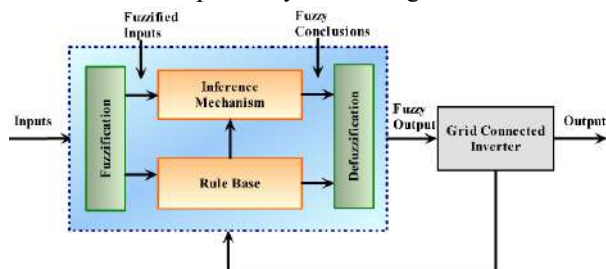 Fuzzified
Inputs
Fuzzy
Conclusions
Inputs
Fuzzification
Inference
Mechanism
Rule Base
Defuzzification
Fuzzy
Output
Grid Connected
Inverter
Output